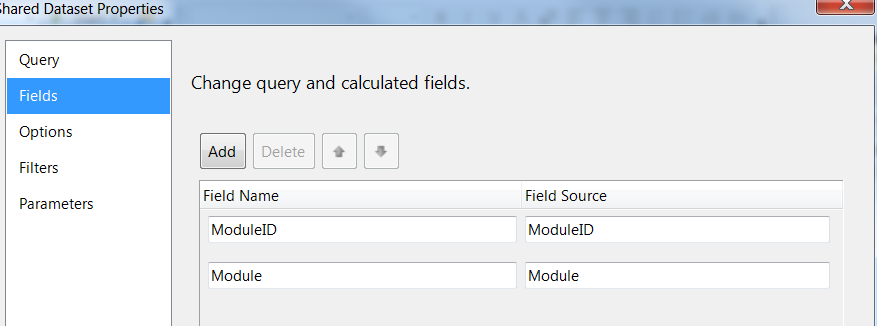 Shared Dataset Properties
Query
Fields
Options
Filters
Parameters
Change query and calculated fields.
Add Delete
Field Name Field Source
ModuleID ModuleID
Module Module